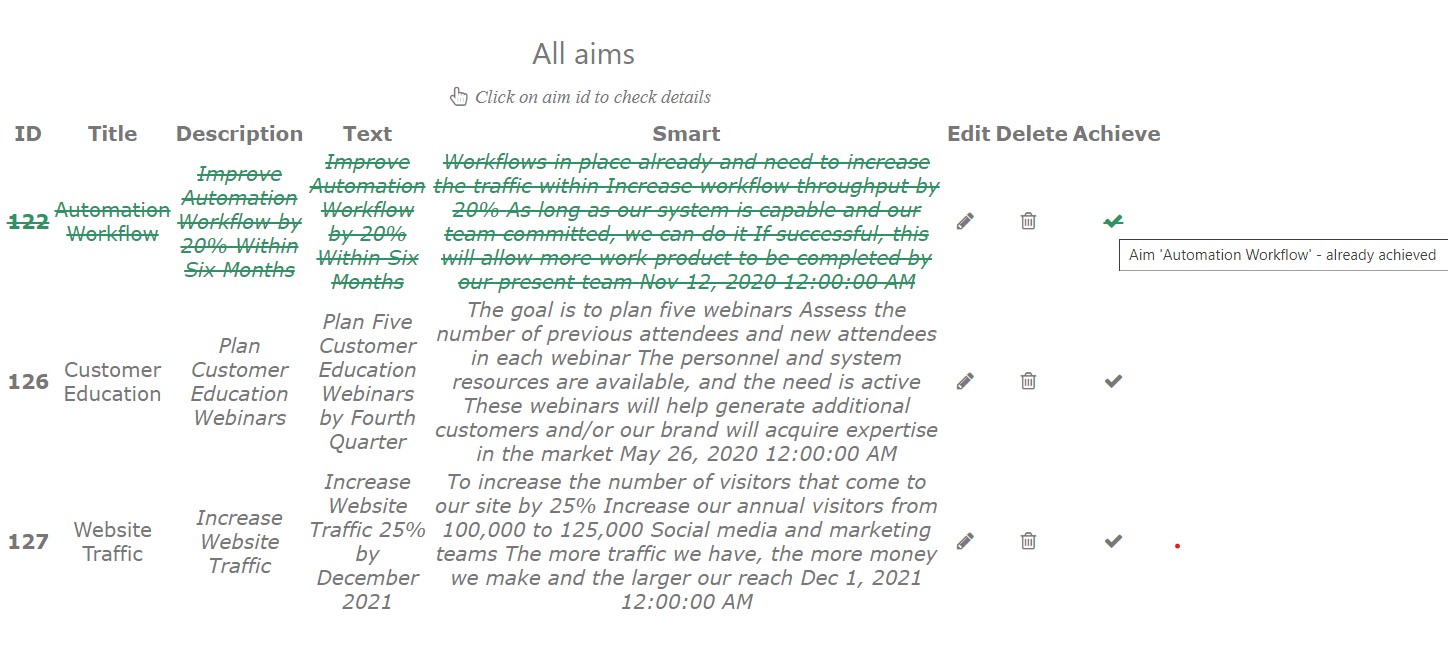 All aims
Click on aim id to check details
ID Title Description Text Smart Edit Delete Achieve
122
Automation
Workflow
Improve
Automation
Workflow by
20% Within
Six Months
Improve
Automation
Workflow
by 20%
Within Six
Months
Workflows in place already and need to increase
the traffic within Increase workflow throughput by
20% As long as our system is capable and our
team committed, we can do it If successful, this
will allow more work product to be completed by
our present team Nov 12, 2020 12:00:00 AM
Aim 'Automation Workflow' - already achieved
126
Customer
Education
Plan
Customer
Education
Webinars
Plan Five
Customer
Education
Webinars
by Fourth
Quarter
The goal is to plan five webinars Assess the
number of previous attendees and new attendees
in each webinar The personnel and system
resources are available, and the need is active
These webinars will help generate additional
customers and/or our brand will acquire expertise
in the market May 26, 2020 12:00:00 AM
127
Website
Traffic
Increase
Website
Traffic
Increase
Website
Traffic 25%
by
December
2021
To increase the number of visitors that come to
our site by 25% Increase our annual visitors from
100,000 to 125,000 Social media and marketing
teams The more traffic we have, the more money
we make and the larger our reach Dec 1, 2021
12:00:00 AM